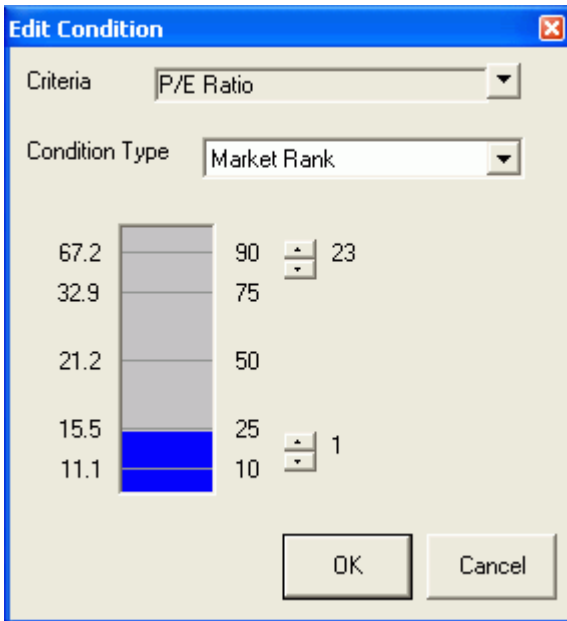 Edit Condition
Criteria P/E Ratio
Condition Type Market Rank
67.2 90 23
32.9 75
21.2 50
15.5 25
1
11.1 10
OK Cancel